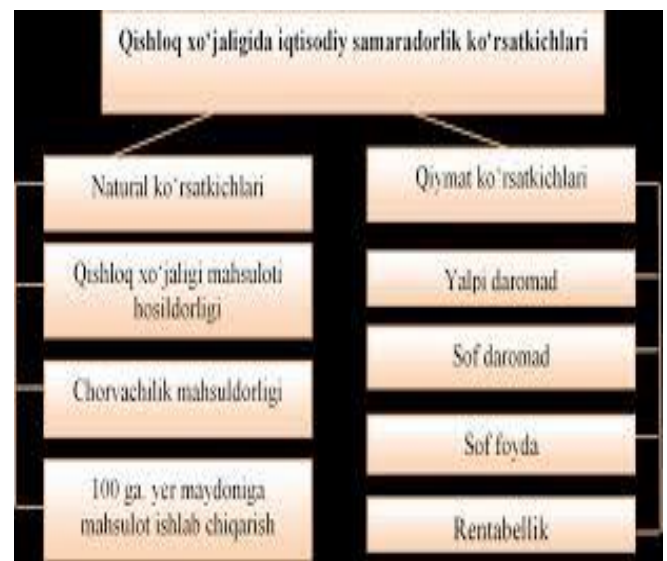 Qishloq xo‘jaligida iqtisodiy samaradorlik ko‘rsatkichlari
Natural ko‘rsatkichlari
Qishloq xo‘jaligi mahsuloti
hosildorligi
Chorvachilik mahsuldorligi
100 ga. yer maydoniga
mahsulot ishlab chiqarish
Qiymat ko‘rsatkichlari
Yalpi daromad
Sof daromad
Sof foyda
Rentabellik